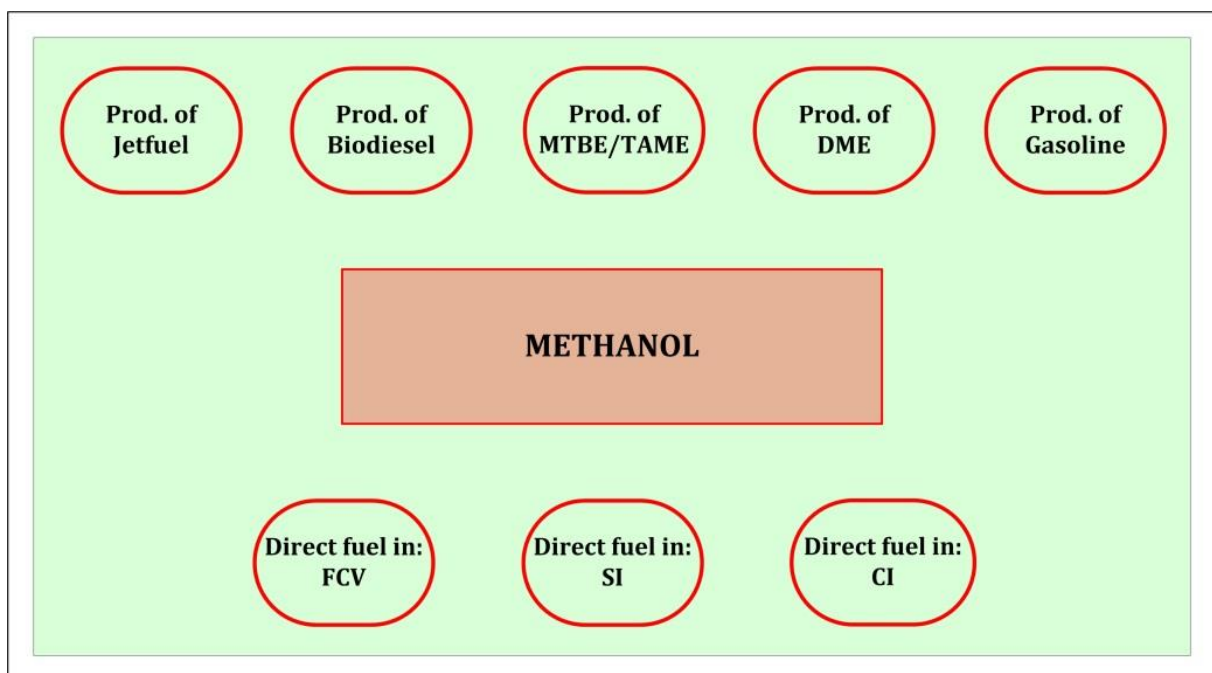 Prod. of
Jetfuel
Prod. of
Biodiesel
Prod. of
MTBE/TAME
Prod. of
DME
Prod. of
Gasoline
METHANOL
Direct fuel in:
FCV
Direct fuel in:
SI
Direct fuel in:
CI